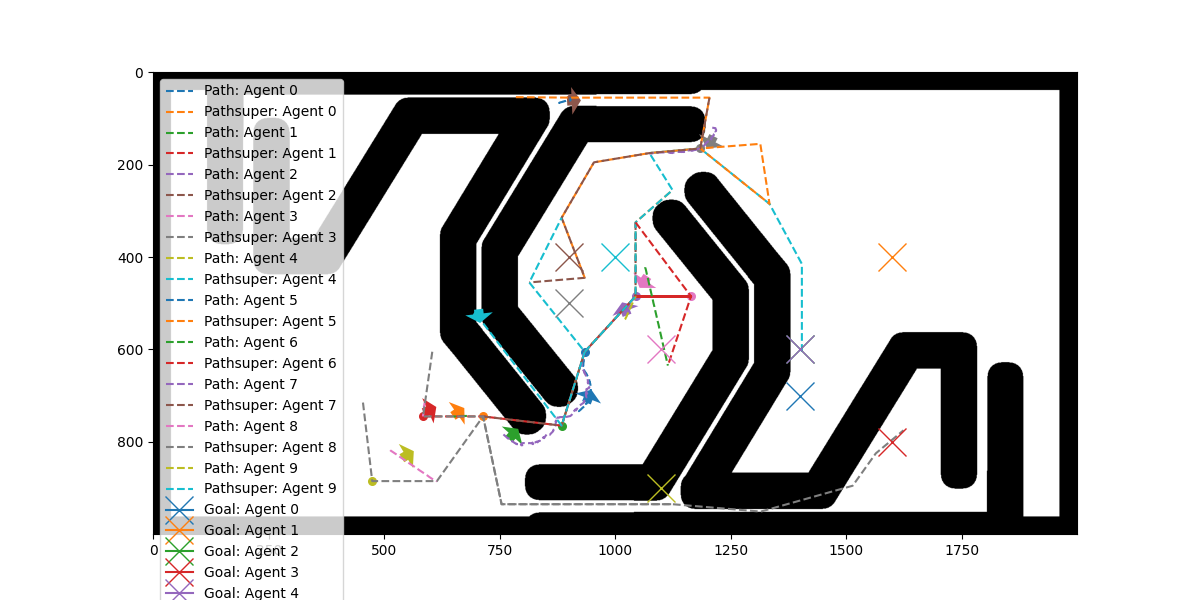 0
200
400
600
800
0
500
750
1000
1250
1500
1750
Path: Agent 0
Pathsuper: Agent 0
Path: Agent 1
Pathsuper: Agent 1
Path: Agent 2
Pathsuper: Agent 2
Path: Agent 3
Pathsuper: Agent 3
Path: Agent 4
Pathsuper: Agent 4
Path: Agent 5
Pathsuper: Agent 5
Path: Agent 6
Pathsuper: Agent 6
Path: Agent 7
Pathsuper: Agent 7
Path: Agent 8
Pathsuper: Agent 8
Path: Agent 9
Pathsuper: Agent 9
Goal: Agent 0
Goal: Agent 1
Goal: Agent 2
Goal: Agent 3
Goal: Agent 4